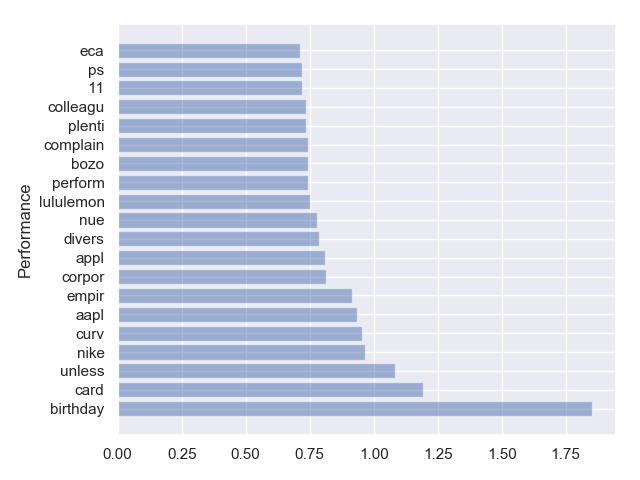 eca
ps
11
colleagu
plenti
complain
bozo
perform
lululemon
nue
divers
appl
corpor
empir
aapl
curv
nike
unless
card
birthday
Performance
0.00 0.25 0.50 0.75 1.00 1.25 1.50 1.75